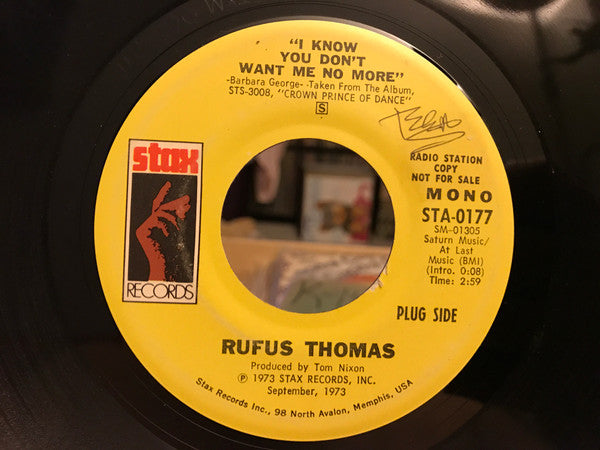 "I KNOW
YOU DON'T
WANT ME NO MORE"
-Barbara George- -Taken From The Album,
STS-3008, "CROWN PRINCE OF DANCE"
S
stax
RECORDS
RADIO STATION
COPY
NOT FOR SALE
MONO
STA-0177
SM-01305
Saturn Music/
At Last
Music (BMI)
(Intro. 0:08)
Time: 2:59
PLUG SIDE
RUFUS THOMAS
Produced by Tom Nixon
℗ 1973 STAX RECORDS, INC.
September, 1973
Stax Records Inc., 98 North Avalon, Memphis, USA